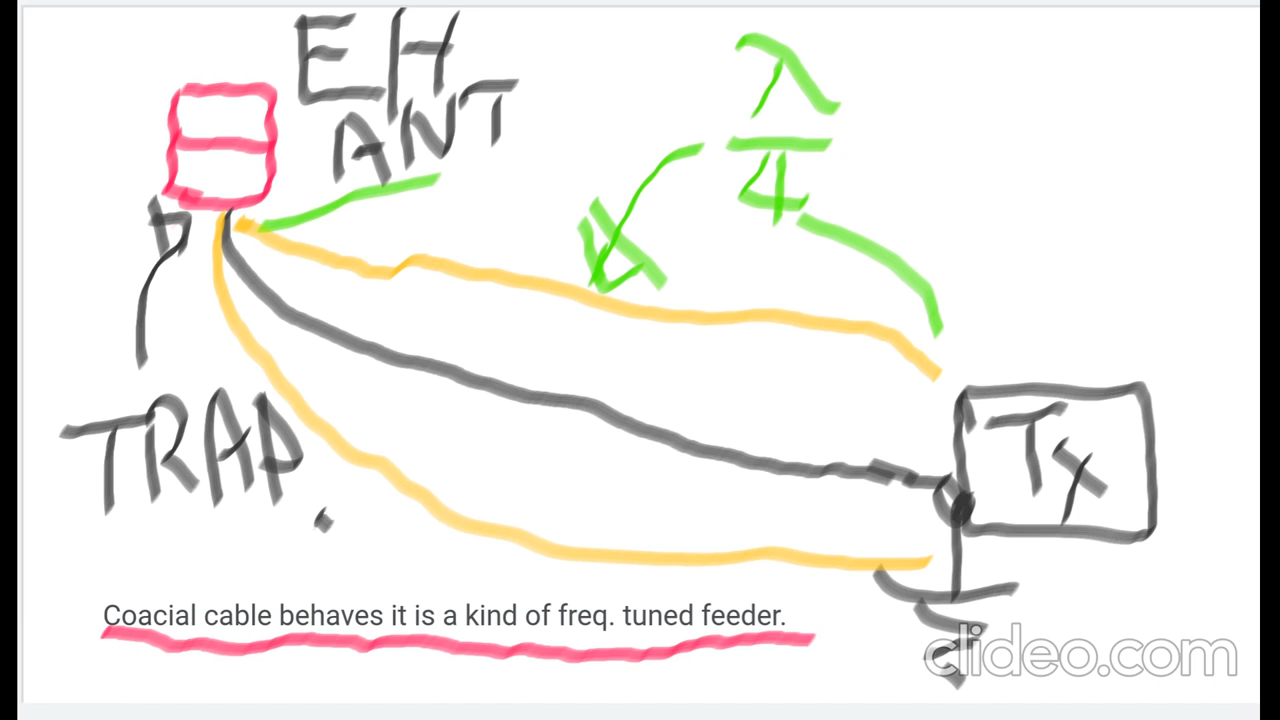 EH
ANT
λ
4
Tx
TRAP.
Coacial cable behaves it is a kind of freq. tuned feeder.
clideo.com